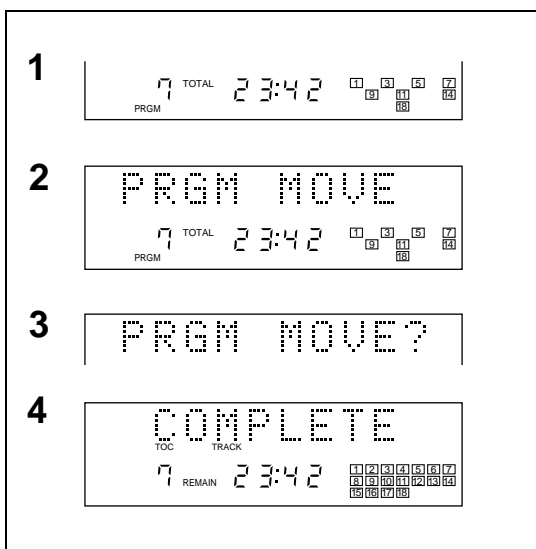 1
7 TOTAL 23:42 1 3 5 7
9 11 14
PRGM 18
2
PRGM MOVE
7 TOTAL 23:42 1 3 5 7
9 11 14
PRGM 18
3
PRGM MOVE?
4
COMPLETE
TOC TRACK
7 REMAIN 23:42 1 2 3 4 5 6 7
8 9 10 11 12 13 14
15 16 17 18